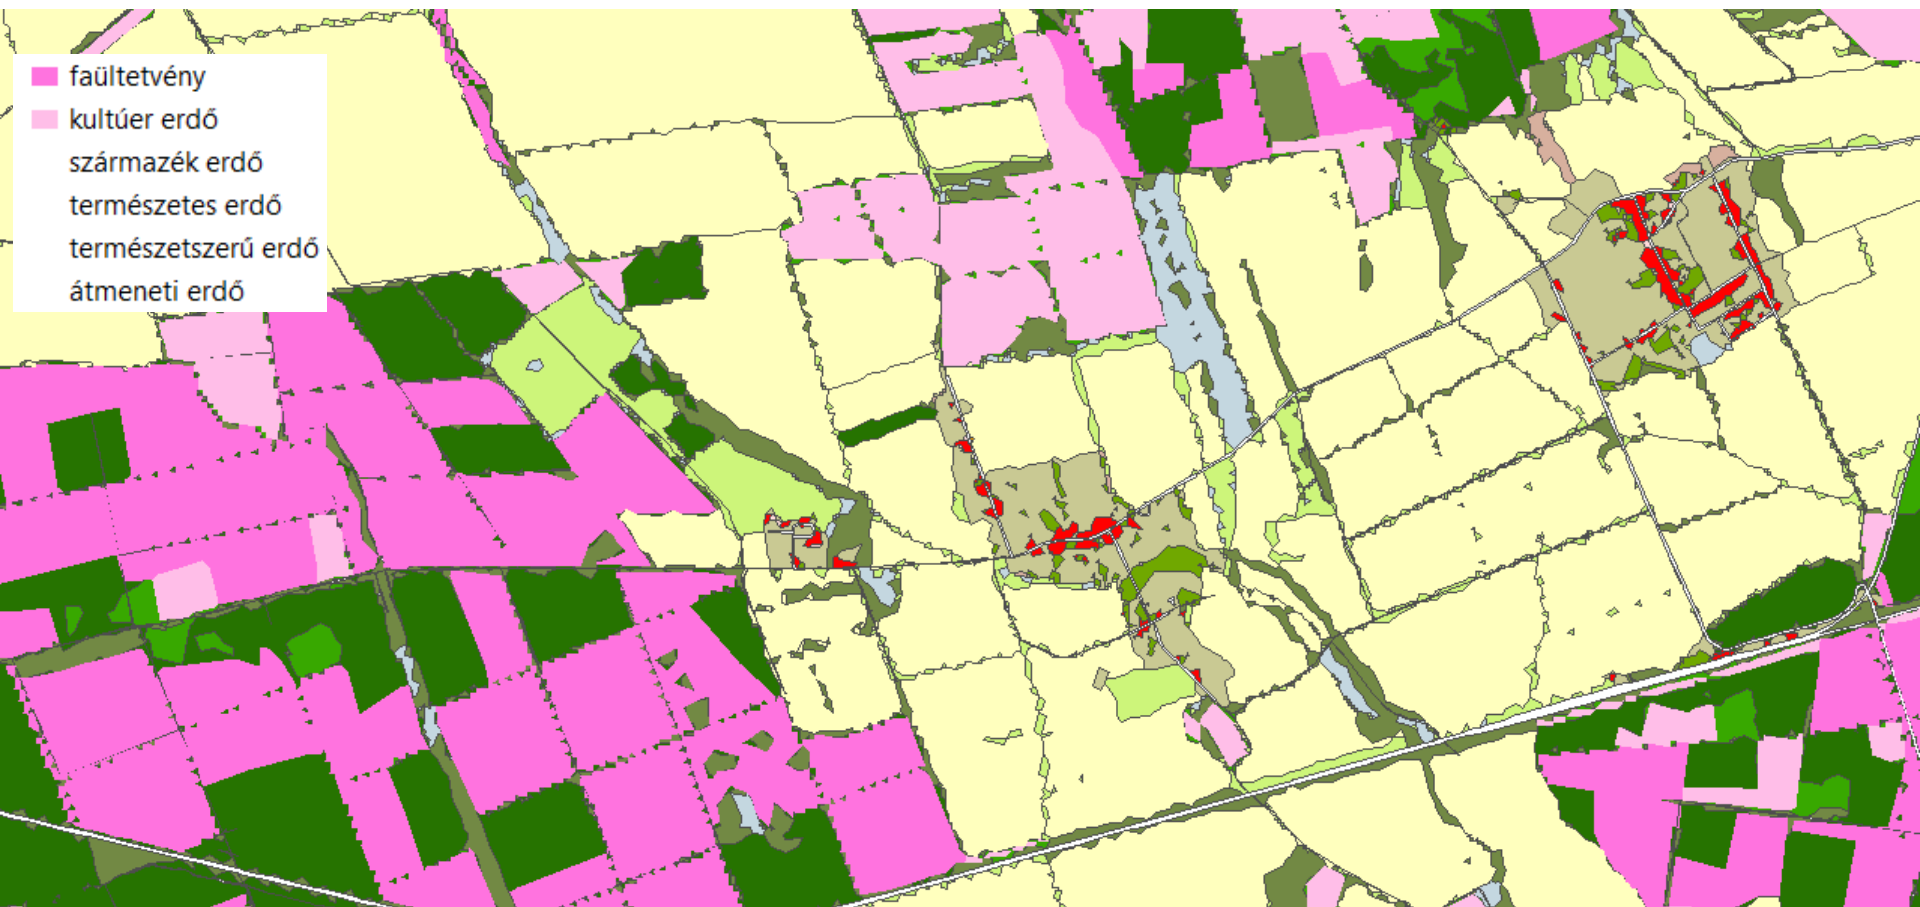 faültetvény
kultúer erdő
származék erdő
természetes erdő
természetszerű erdő
átmeneti erdő